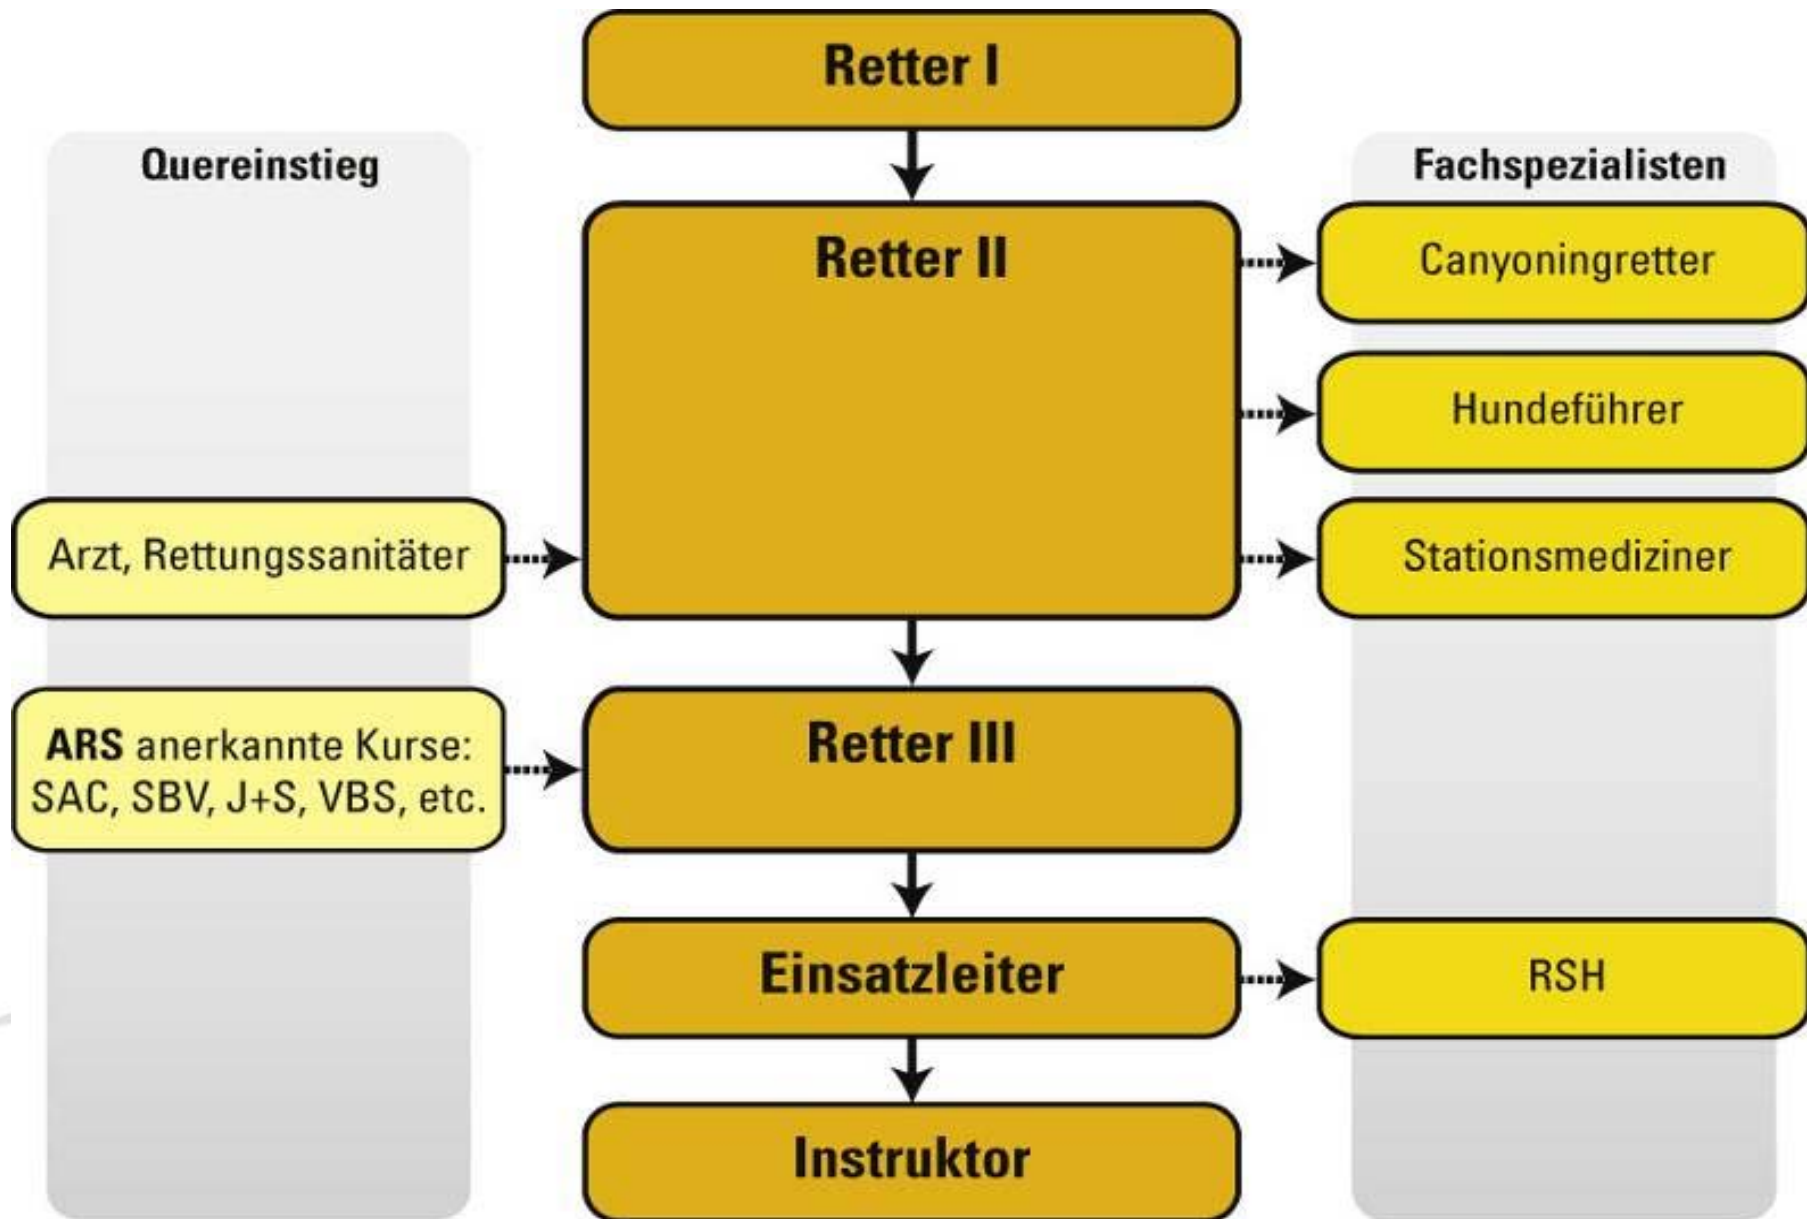 Retter I
Quereinstieg
Fachspezialisten
Retter II
Canyoningretter
Hundeführer
Arzt, Rettungssanitäter
Stationsmediziner
ARS anerkannte Kurse:
SAC, SBV, J+S, VBS, etc.
Retter III
Einsatzleiter
RSH
Instruktor